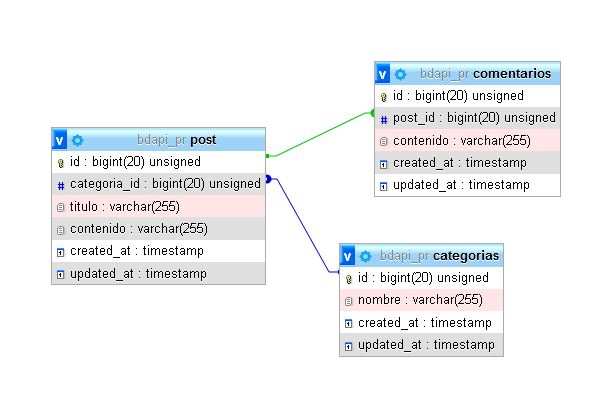 v bdapi_pr post
id : bigint(20) unsigned
# categoria_id : bigint(20) unsigned
titulo : varchar(255)
contenido : varchar(255)
created_at : timestamp
updated_at : timestamp
v bdapi_pr comentarios
id : bigint(20) unsigned
# post_id : bigint(20) unsigned
contenido : varchar(255)
created_at : timestamp
updated_at : timestamp
v bdapi_pr categorias
id : bigint(20) unsigned
nombre : varchar(255)
created_at : timestamp
updated_at : timestamp